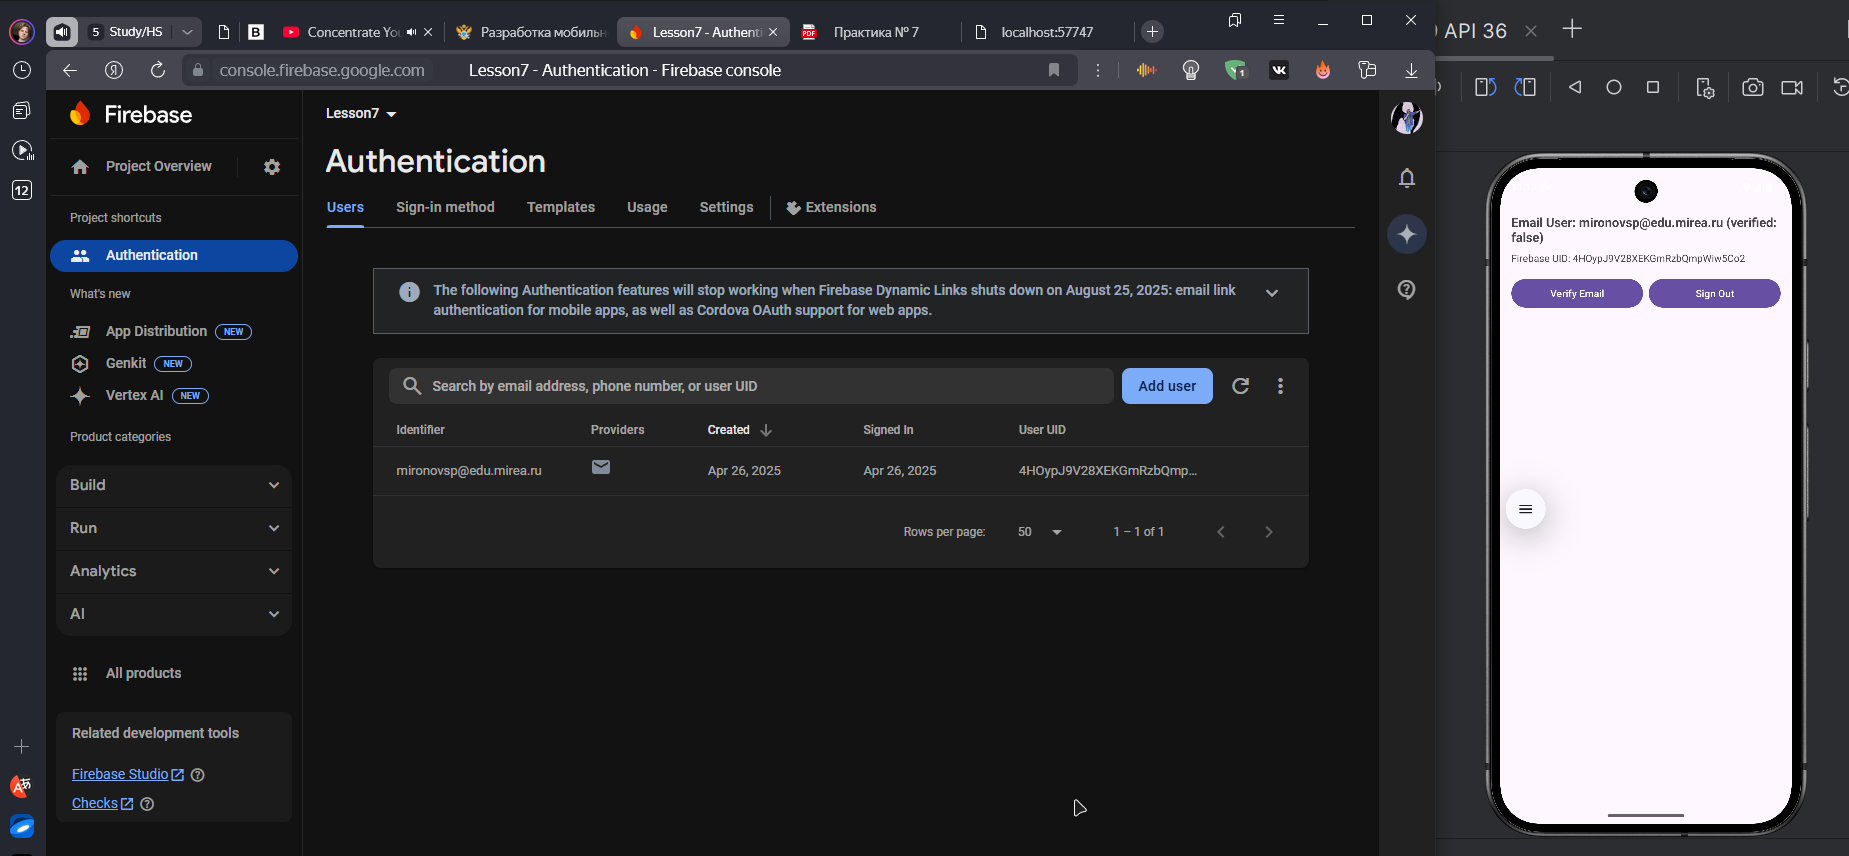 5 Study/HS
B
Concentrate Yo
Разработка мобильн
Lesson7 - Authenti
PDF
Практика № 7
localhost:57747
API 36
Я
console.firebase.google.com
Lesson7 - Authentication - Firebase console
1
12
Firebase
Project Overview
Project shortcuts
Authentication
What's new
App Distribution NEW
Genkit NEW
Vertex AI NEW
Product categories
Build
Run
Analytics
AI
All products
Related development tools
Firebase Studio
Checks
Lesson7
Authentication
Users
Sign-in method
Templates
Usage
Settings
Extensions
The following Authentication features will stop working when Firebase Dynamic Links shuts down on August 25, 2025: email link
authentication for mobile apps, as well as Cordova OAuth support for web apps.
Search by email address, phone number, or user UID
Add user
Identifier Providers Created Signed In User UID
mironovsp@edu.mirea.ru Apr 26, 2025 Apr 26, 2025 4HOypJ9V28XEKGmRzbQmp...
Rows per page: 50 1 – 1 of 1
Email User: mironovsp@edu.mirea.ru (verified:
false)
Firebase UID: 4HOypJ9V28XEKGmRzbQmpWiw5Co2
Verify Email
Sign Out